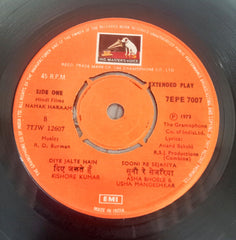 HIS MASTER'S VOICE
45 R.P.M.
EXTENDED PLAY
SIDE ONE
7EPE 7007
Hindi Films
NAMAK HARAAM
℗ 1973
B
The Gramophone
7TJW 12607
Co. of India Ltd.
Music:
Lyrics:
R. D. Burman
Anand Bakshi
R.S.J. Productions
(Combine)
DIYE JALTE HAIN
SOONI RE SEJARIYA
दिए जलते हैं
सूनी रे सेजरिया
KISHORE KUMAR
ASHA BHOSLE &
USHA MANGESHKAR
EMI
MADE IN INDIA